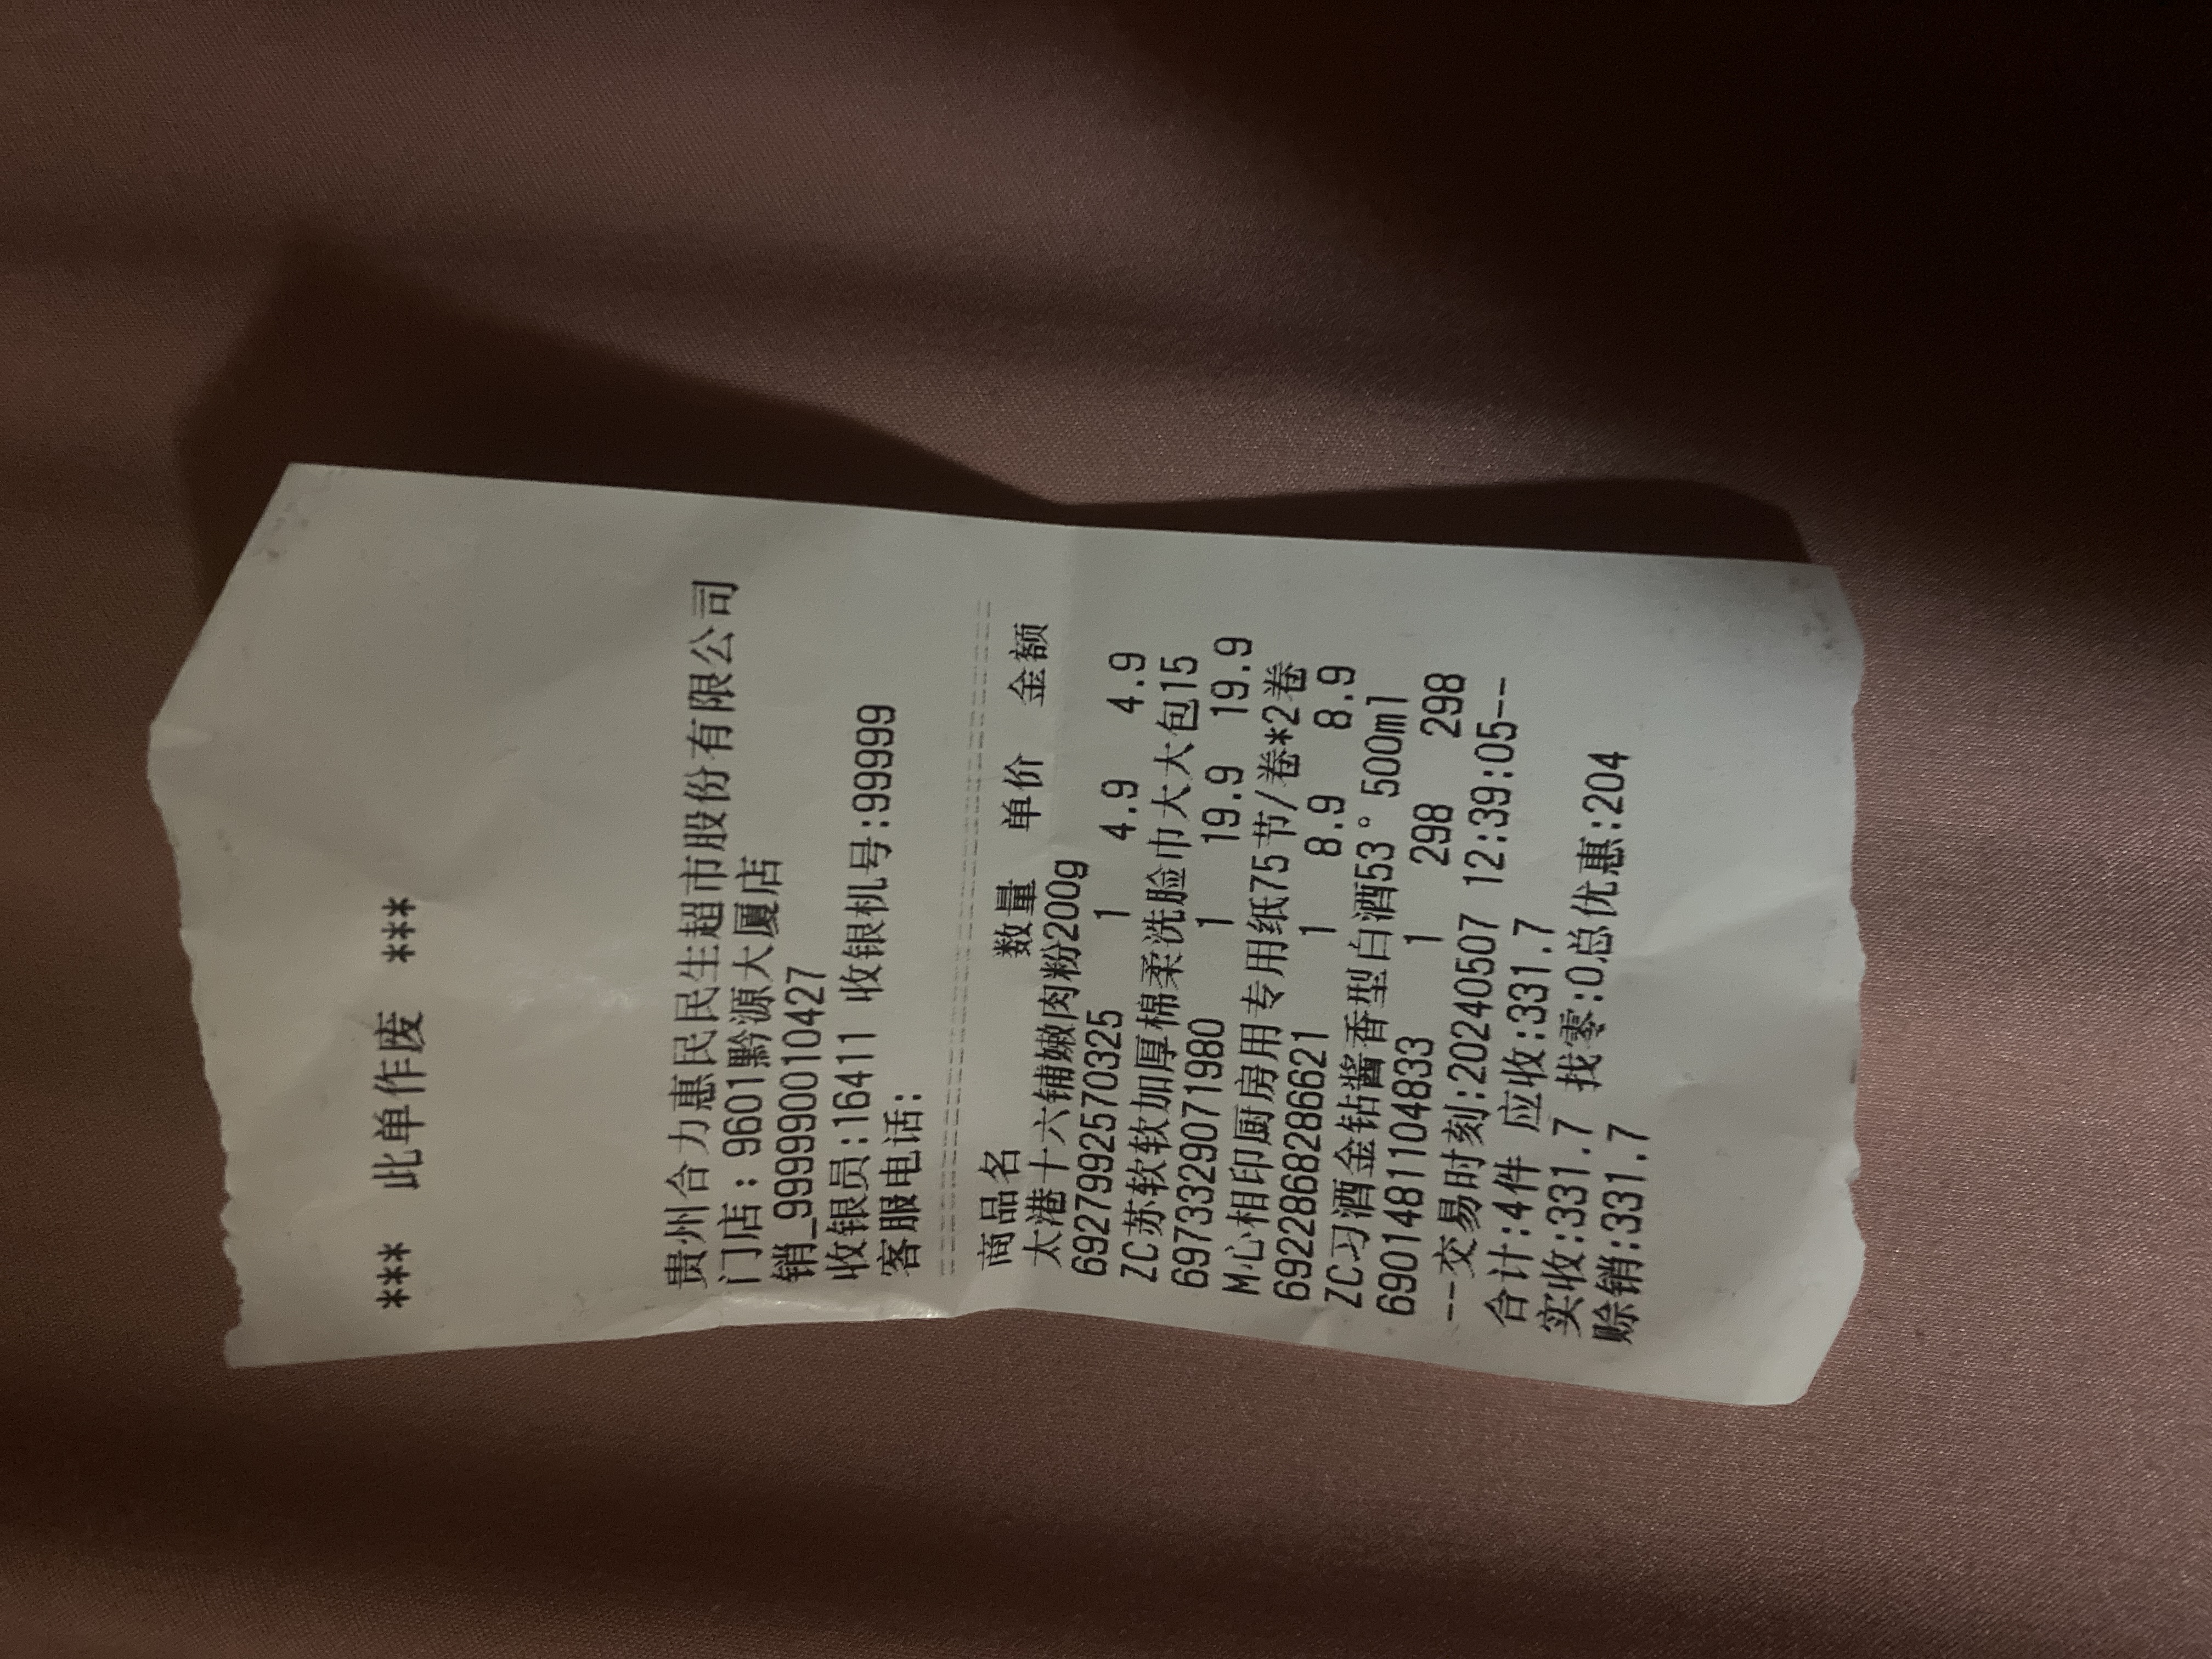 *** 此单作废 ***
贵州合力惠民民生超市股份有限公司
门店: 9601黔源大厦店
销_9999900010427
收银员:16411 收银机号:99999
客服电话:
商品名 数量 单价 金额
太港十六铺嫩肉粉200g
6927992570325 1 4.9 4.9
ZC苏软软加厚棉柔洗脸巾大大包15
6973329071980 1 19.9 19.9
M心相印厨房用专用纸75节/卷*2卷
6922868286621 1 8.9 8.9
ZC习酒金钻酱香型白酒53°500ml
6901481104833 1 298 298
--交易时刻:20240507 12:39:05--
合计:4件 应收:331.7
实收:331.7 找零:0总优惠:204
赊销:331.7